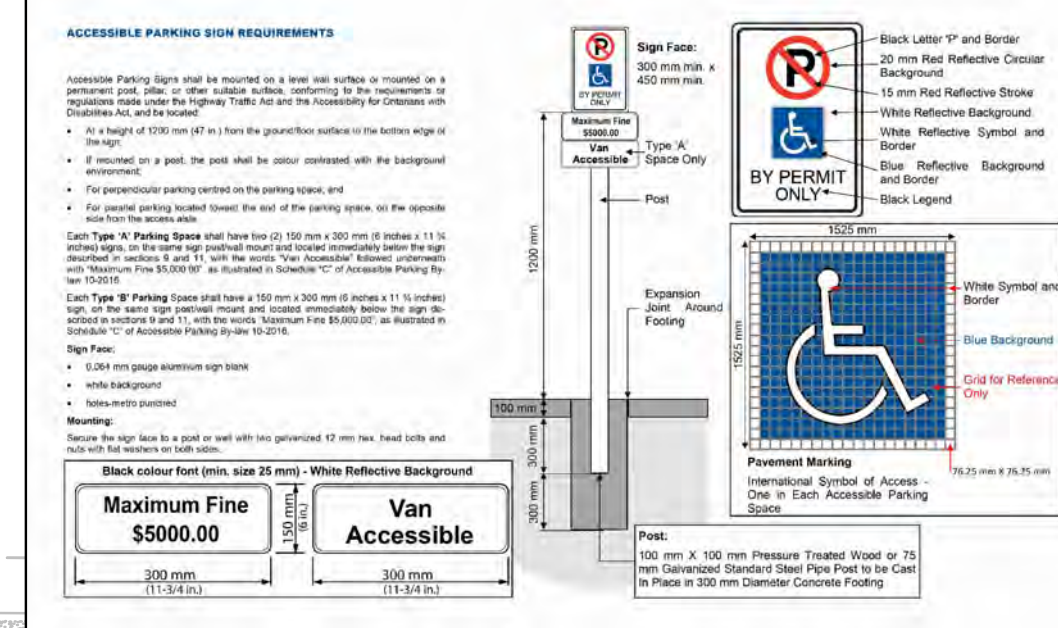 ACCESSIBLE PARKING SIGN REQUIREMENTS
Accessible Parking Signs shall be mounted on a level wall surface or mounted on a
permanent post, pillar, or other suitable surface, conforming to the requirements or
regulations made under the Highway Traffic Act and the Accessibility for Ontarians with
Disabilities Act, and be located:
• At a height of 1200 mm (47 in.) from the ground/floor surface to the bottom edge of
the sign;
• If mounted on a post, the post shall be colour contrasted with the background
environment;
• For perpendicular parking centred on the parking space; and
• For parallel parking located toward the end of the parking space, on the opposite
side from the access aisle.
Each Type 'A' Parking Space shall have two (2) 150 mm x 300 mm (6 inches x 11 ¾
inches) signs, on the same sign post/wall mount and located immediately below the sign
described in sections 9 and 11, with the words "Van Accessible" followed underneath
with "Maximum Fine $5,000.00", as illustrated in Schedule "C" of Accessible Parking By-
law 10-2016.
Each Type 'B' Parking Space shall have a 150 mm x 300 mm (6 inches x 11 ¾ inches)
sign, on the same sign post/wall mount and located immediately below the sign de-
scribed in sections 9 and 11, with the words "Maximum Fine $5,000.00", as illustrated in
Schedule "C" of Accessible Parking By-law 10-2016.
Sign Face:
• 0.064 mm gauge aluminum sign blank
• white background
• holes-metro punched
Mounting:
Secure the sign face to a post or well with two galvanized 12 mm hex. head bolts and
nuts with flat washers on both sides.
Black colour font (min. size 25 mm) - White Reflective Background
Maximum Fine
$5000.00
150 mm
(6 in.)
Van
Accessible
300 mm
(11-3/4 in.)
300 mm
(11-3/4 in.)
P
BY PERMIT
ONLY
Maximum Fine
$5000.00
Van
Accessible
Sign Face:
300 mm min. x
450 mm min.
Type 'A'
Space Only
Post
1200 mm
Expansion
Joint Around
Footing
100 mm
300 mm
300 mm
Post:
100 mm X 100 mm Pressure Treated Wood or 75
mm Galvanized Standard Steel Pipe Post to be Cast
In Place in 300 mm Diameter Concrete Footing
P
BY PERMIT
ONLY
Black Letter 'P' and Border
20 mm Red Reflective Circular
Background
15 mm Red Reflective Stroke
White Reflective Background
White Reflective Symbol and
Border
Blue Reflective Background
and Border
Black Legend
1525 mm
1525 mm
White Symbol and
Border
Blue Background
Grid for Reference
Only
76.25 mm X 76.25 mm
Pavement Marking
International Symbol of Access -
One in Each Accessible Parking
Space